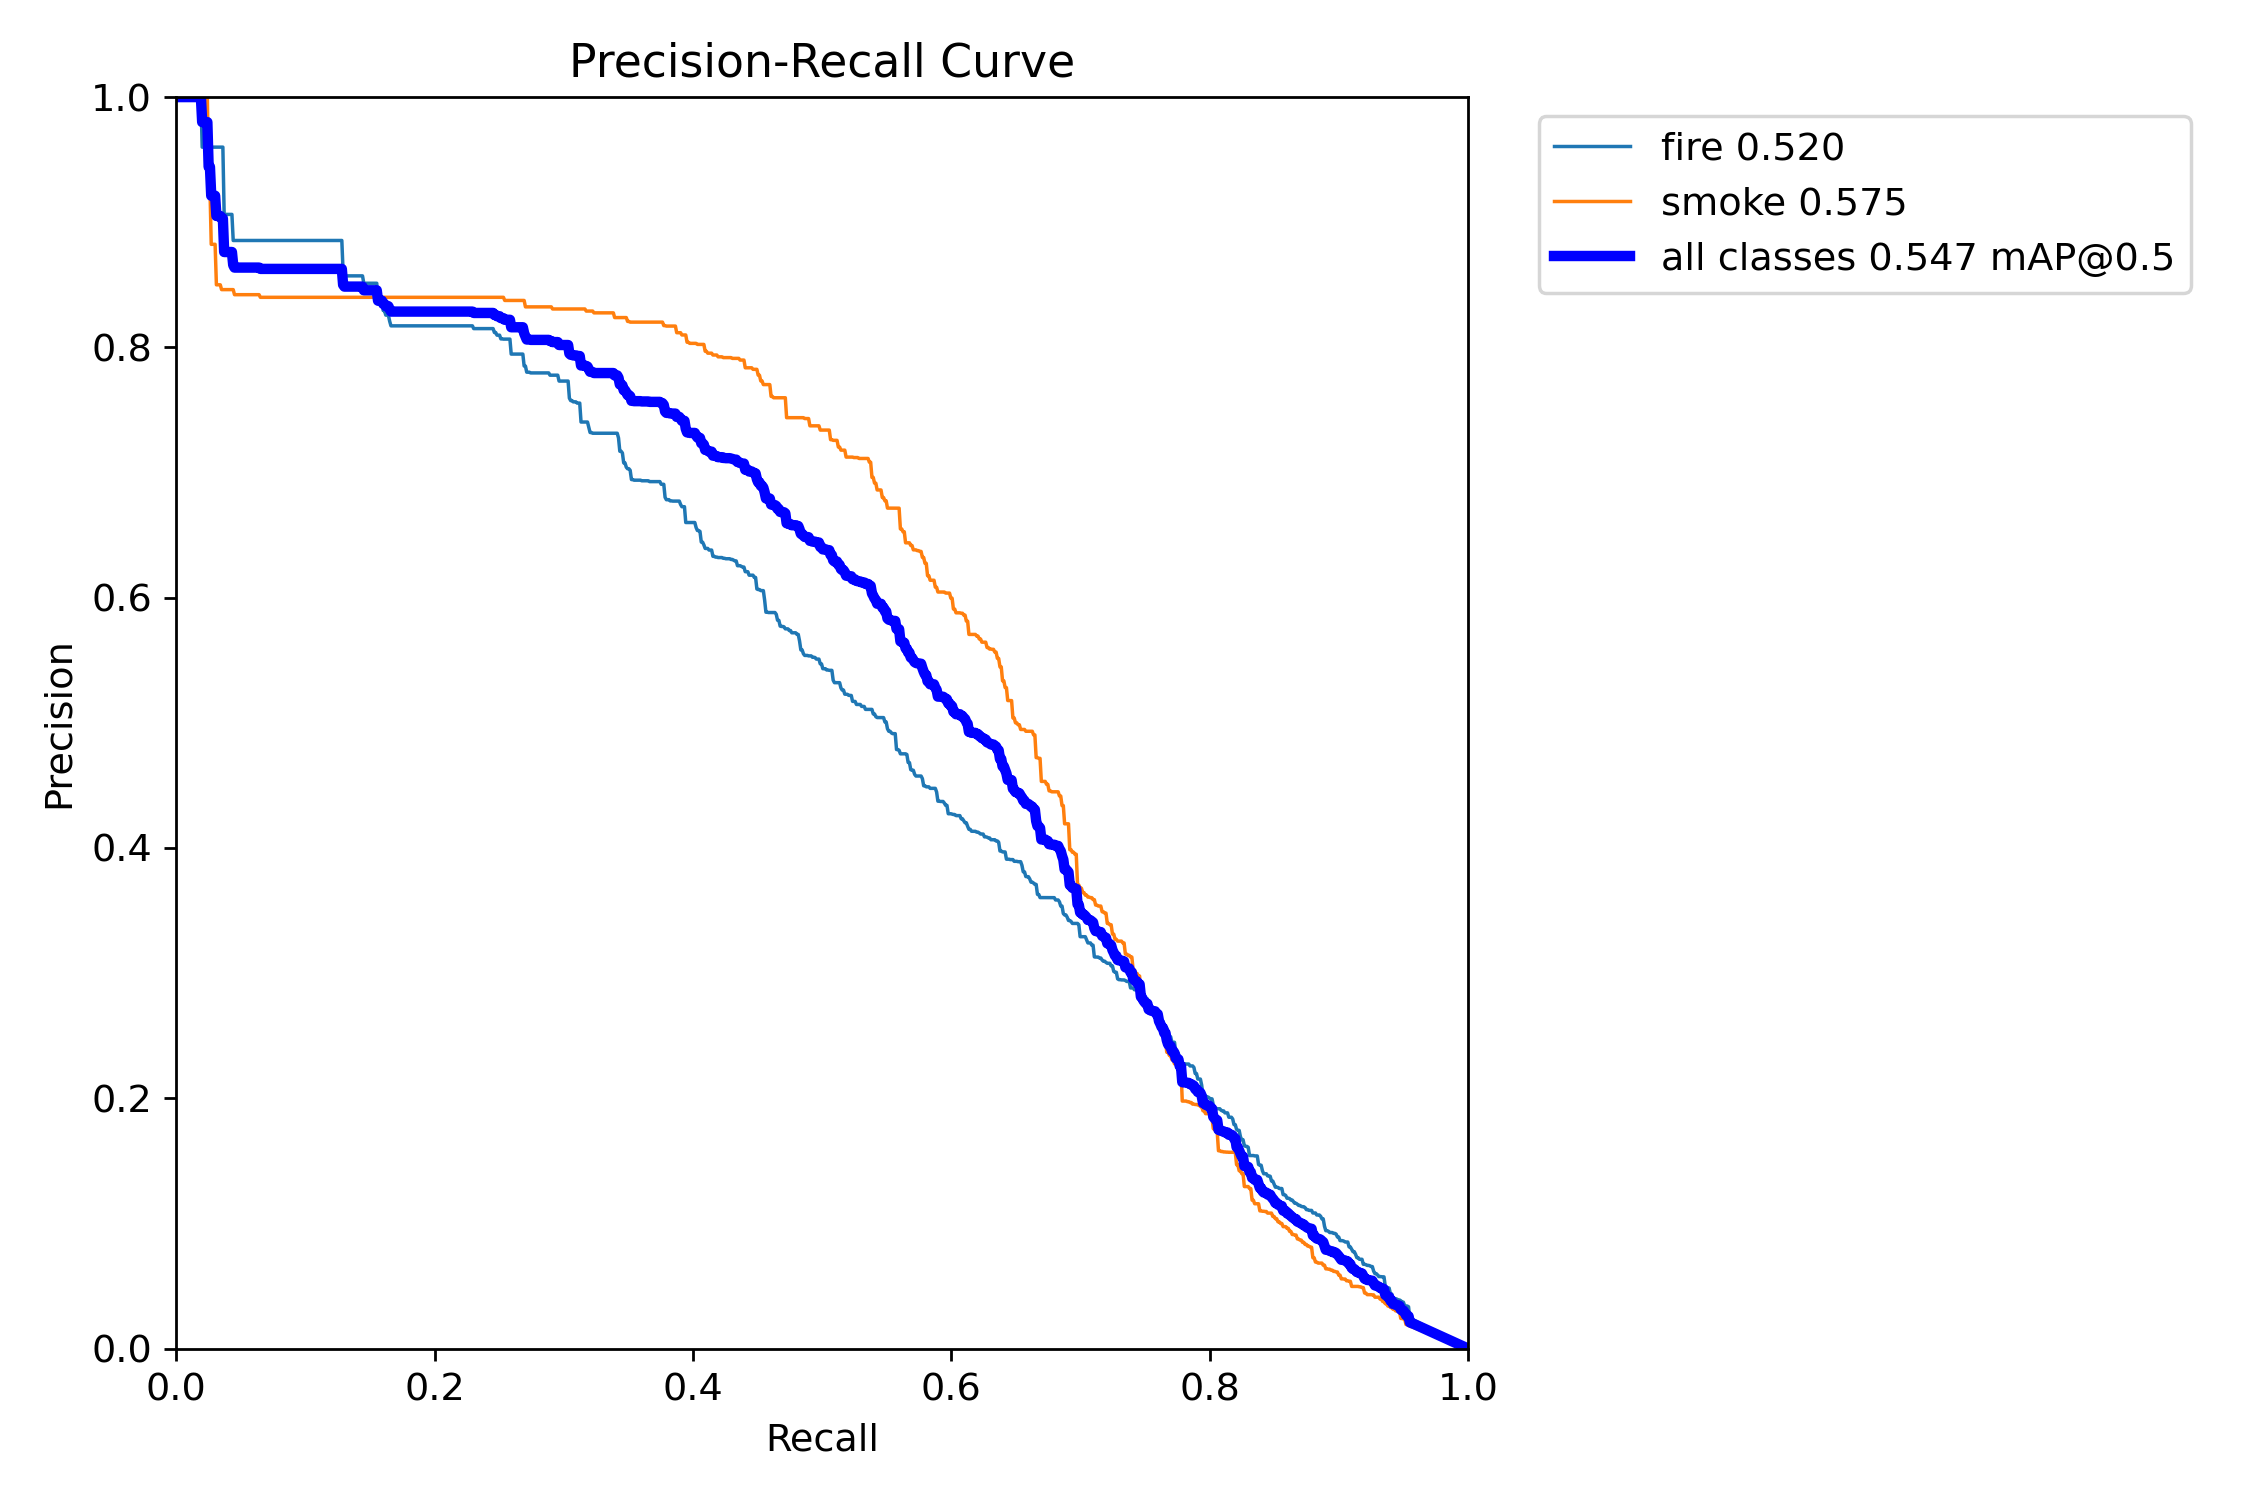 Precision-Recall Curve
fire 0.520
smoke 0.575
all classes 0.547 mAP@0.5
1.0
0.8
0.6
0.4
0.2
0.0
Precision
0.0 0.2 0.4 0.6 0.8 1.0
Recall